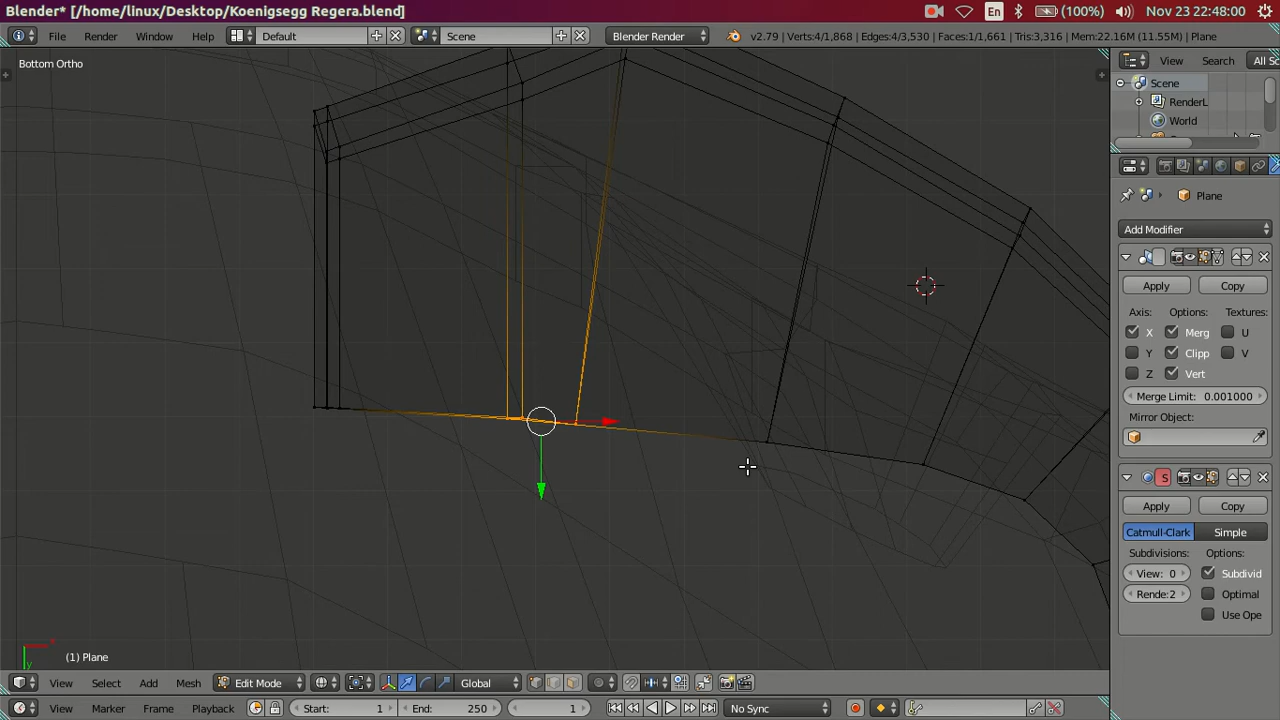 Blender* [/home/linux/Desktop/Koenigsegg Regera.blend]
En
(100%)
Nov 23 22:48:00
File
Render
Window
Help
Default
Scene
Blender Render
v2.79 | Verts:4/1,868 | Edges:4/3,530 | Faces:1/1,661 | Tris:3,316 | Mem:22.16M (11.56M) | Plane
Bottom Ortho
View
Search
All Sc
Scene
RenderL
World
Plane
Add Modifier
Apply
Copy
Axis:
Options:
Textures:
X
Merg
U
Y
Clipp
V
Z
Vert
Merge Limit: 0.001000
Mirror Object:
S
Apply
Copy
Catmull-Clark
Simple
Subdivisions:
Options:
View: 0
Subdivid
Rende:2
Optimal
Use Ope
x
y
(1) Plane
View
Select
Add
Mesh
Edit Mode
Global
View
Marker
Frame
Playback
Start:
1
End:
250
1
No Sync